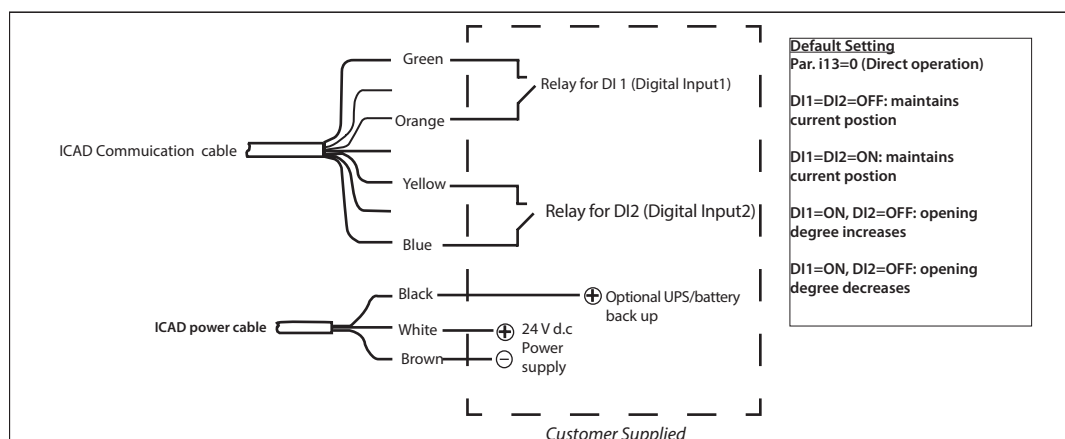 Green
Relay for DI 1 (Digital Input1)
Orange
ICAD Commuication cable
Yellow
Relay for DI2 (Digital Input2)
Blue
Black
Optional UPS/battery
back up
ICAD power cable
White
24 V d.c
Power
supply
Brown
Customer Supplied
Default Setting
Par. i13=0 (Direct operation)
DI1=DI2=OFF: maintains
current postion
DI1=DI2=ON: maintains
current postion
DI1=ON, DI2=OFF: opening
degree increases
DI1=ON, DI2=OFF: opening
degree decreases